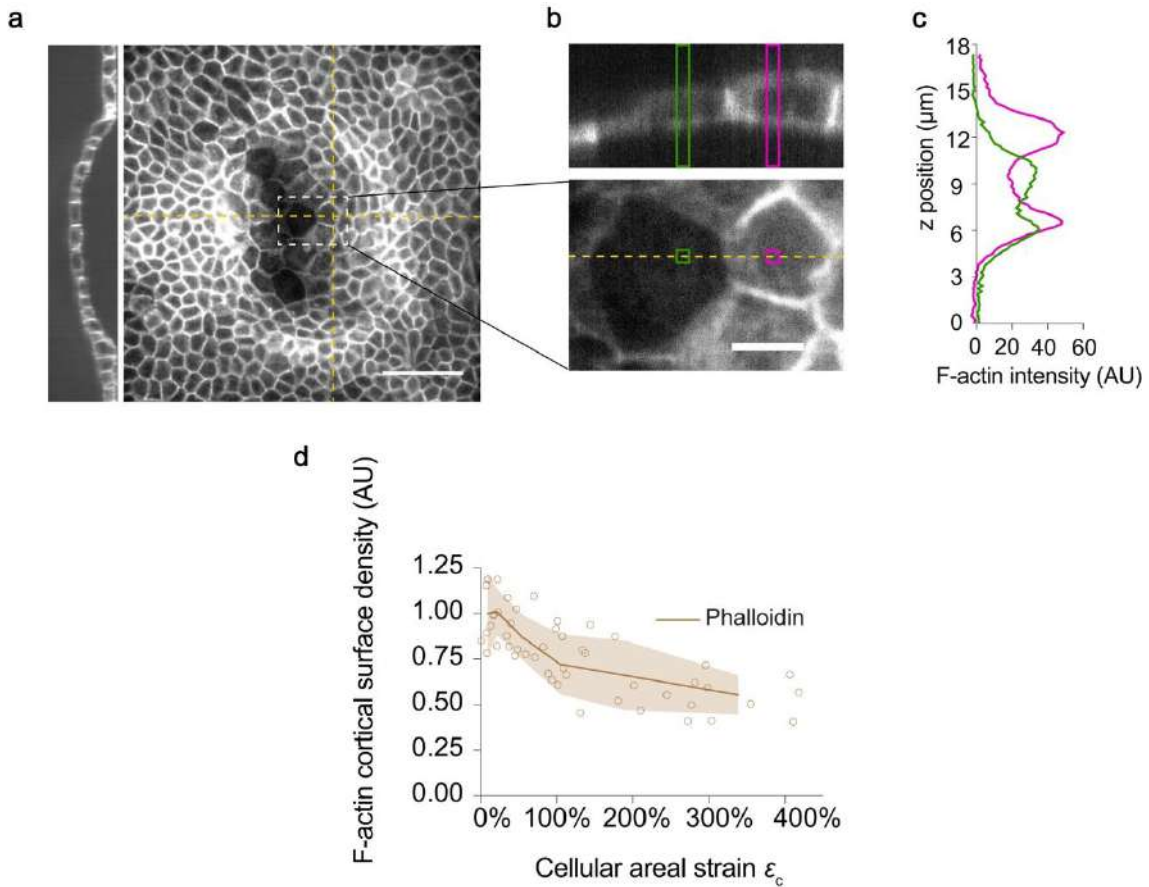 a
b
c
18
15
12
9
6
3
0
z position (µm)
0 20 40 60
F-actin intensity (AU)
d
F-actin cortical surface density (AU)
1.25
1.00
0.75
0.50
0.25
0.00
Phalloidin
0% 100% 200% 300% 400%
Cellular areal strain εc